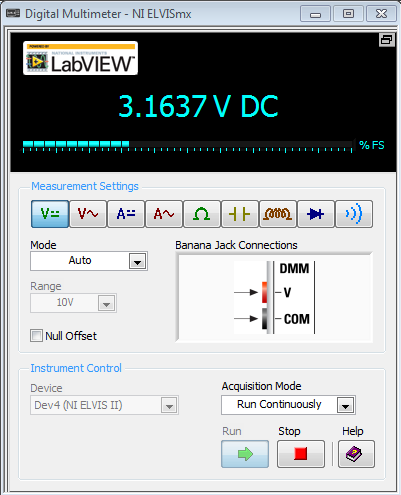 Digital Multimeter - NI ELVISmx
POWERED BY
NATIONAL INSTRUMENTS
LabVIEW™
3.1637 V DC
% FS
Measurement Settings
V V A A Ω
Mode
Auto
Banana Jack Connections
Range
10V
DMM
V
COM
Null Offset
Instrument Control
Device
Dev4 (NI ELVIS II)
Acquisition Mode
Run Continuously
Run Stop Help